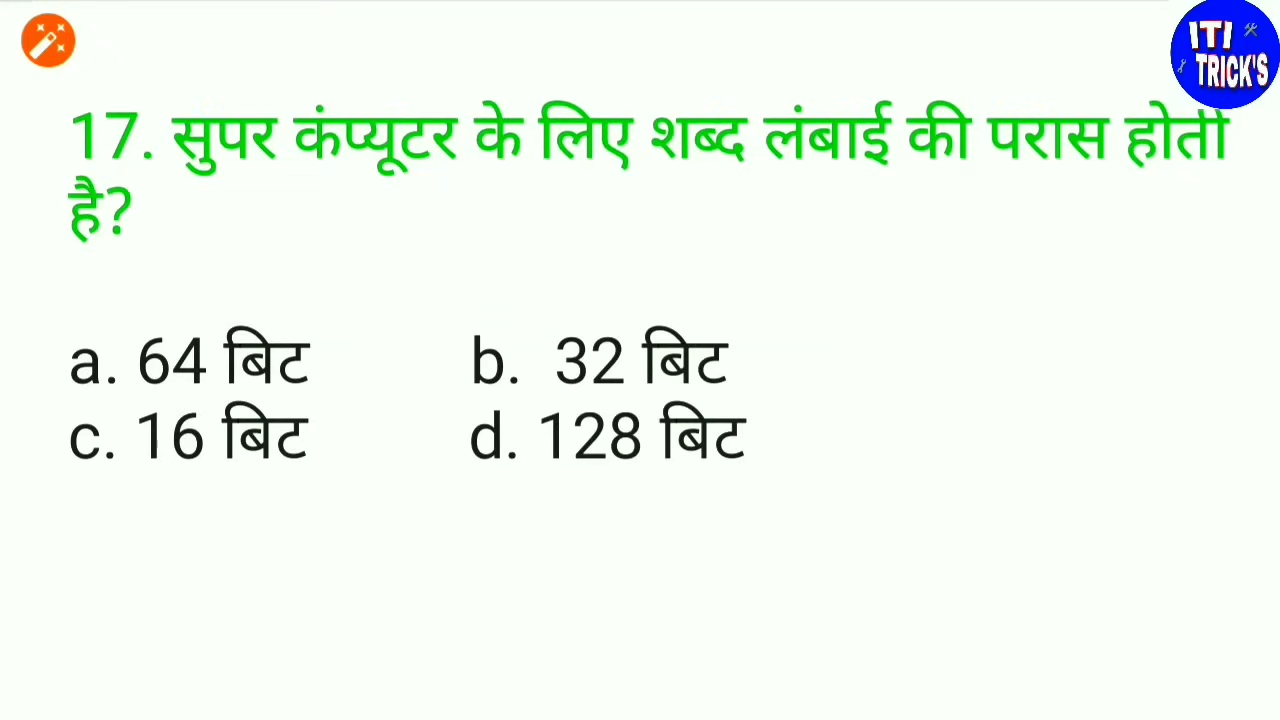 ITI
TRICK'S
17. सुपर कंप्यूटर के लिए शब्द लंबाई की परास होती
है?
a. 64 बिट b. 32 बिट
c. 16 बिट d. 128 बिट